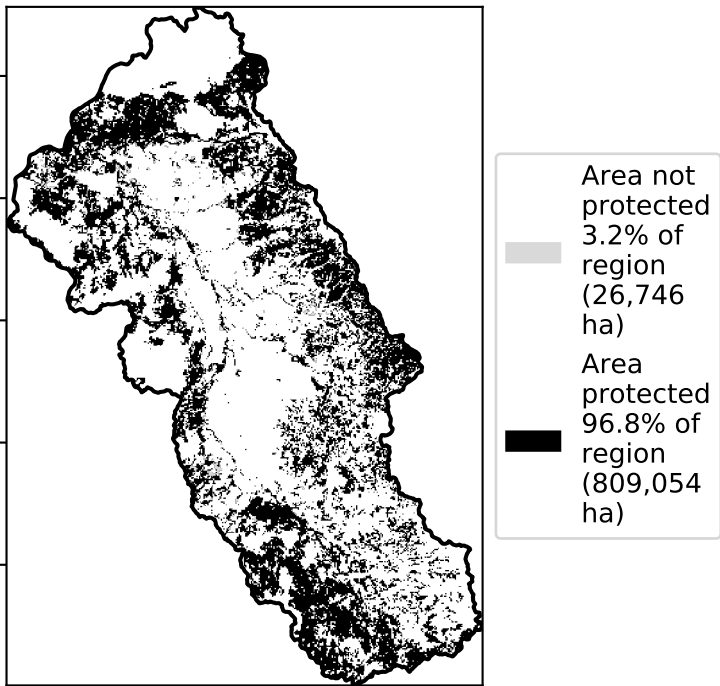 Area not
protected
3.2% of
region
(26,746
ha)
Area
protected
96.8% of
region
(809,054
ha)